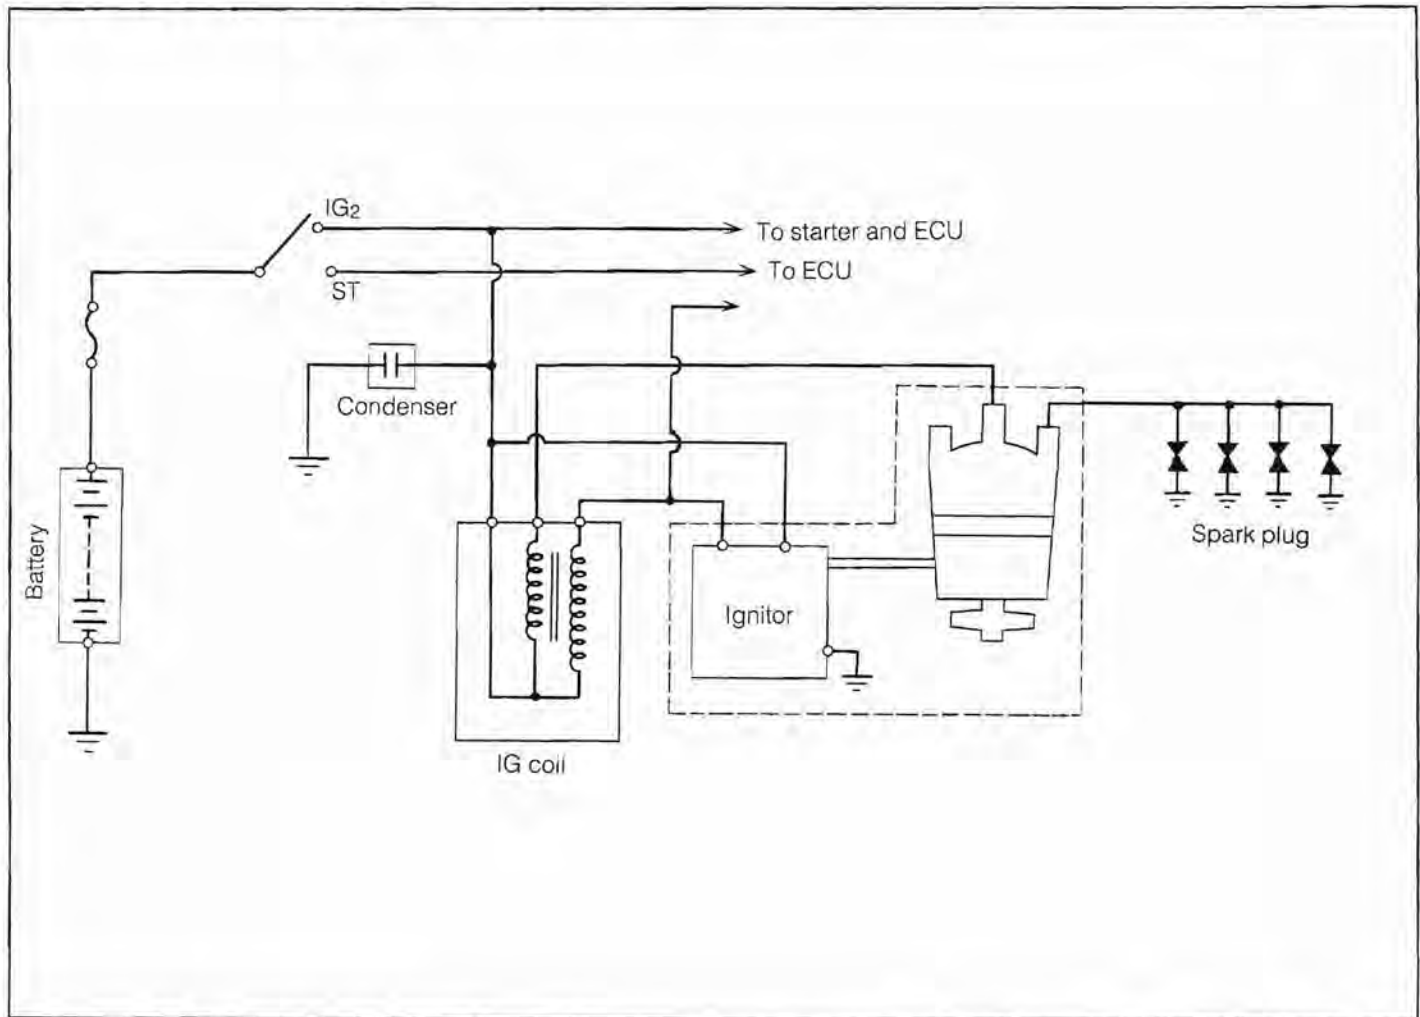 IG2
To starter and ECU
To ECU
ST
Condenser
Battery
Spark plug
Ignitor
IG coil